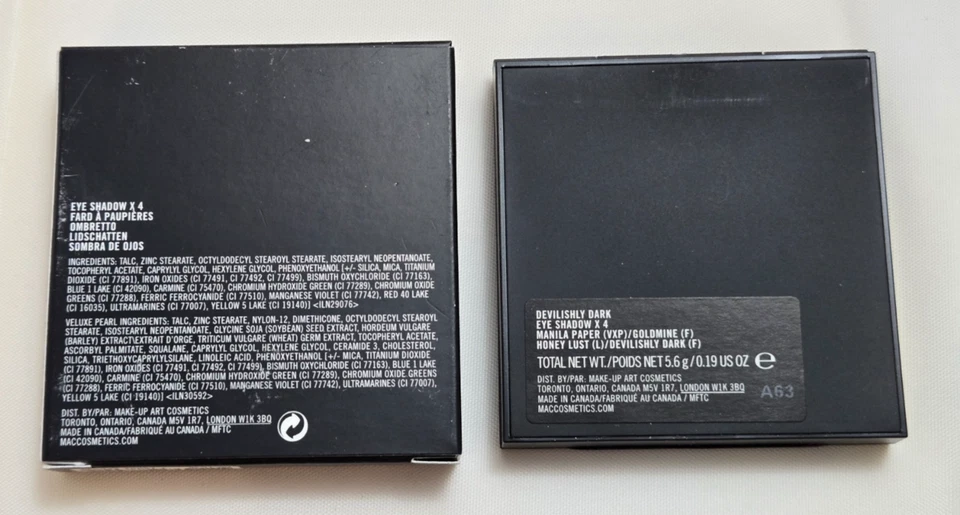 EYE SHADOW X 4
FARD À PAUPIÈRES
OMBRETTO
LIDSCHATTEN
SOMBRA DE OJOS
INGREDIENTS: TALC, ZINC STEARATE, OCTYLDODECYL STEAROYL STEARATE, ISOSTEARYL NEOPENTANOATE,
TOCOPHERYL ACETATE, CAPRYLYL GLYCOL, HEXYLENE GLYCOL, PHENOXYETHANOL [+/- SILICA, MICA, TITANIUM
DIOXIDE (CI 77891), IRON OXIDES (CI 77491, CI 77492, CI 77499), BISMUTH OXYCHLORIDE (CI 77163),
BLUE 1 LAKE (CI 42090), CARMINE (CI 75470), CHROMIUM HYDROXIDE GREEN (CI 77289), CHROMIUM OXIDE
GREENS (CI 77288), FERRIC FERROCYANIDE (CI 77510), MANGANESE VIOLET (CI 77742), RED 40 LAKE
(CI 16035), ULTRAMARINES (CI 77007), YELLOW 5 LAKE (CI 19140)] <ILN29076>
VELUXE PEARL INGREDIENTS: TALC, ZINC STEARATE, NYLON-12, DIMETHICONE, OCTYLDODECYL STEAROYL
STEARATE, ISOSTEARYL NEOPENTANOATE, GLYCINE SOJA (SOYBEAN) SEED EXTRACT, HORDEUM VULGARE
(BARLEY) EXTRACT\EXTRAIT D'ORGE, TRITICUM VULGARE (WHEAT) GERM EXTRACT, TOCOPHERYL ACETATE,
ASCORBYL PALMITATE, SQUALANE, CAPRYLYL GLYCOL, HEXYLENE GLYCOL, CERAMIDE 3, CHOLESTEROL,
SILICA, TRIETHOXYCAPRYLYLSILANE, LINOLEIC ACID, PHENOXYETHANOL [+/- MICA, TITANIUM DIOXIDE
(CI 77891), IRON OXIDES (CI 77491, CI 77492, CI 77499), BISMUTH OXYCHLORIDE (CI 77163), BLUE 1 LAKE
(CI 42090), CARMINE (CI 75470), CHROMIUM HYDROXIDE GREEN (CI 77289), CHROMIUM OXIDE GREENS
(CI 77288), FERRIC FERROCYANIDE (CI 77510), MANGANESE VIOLET (CI 77742), ULTRAMARINES (CI 77007),
YELLOW 5 LAKE (CI 19140)] <ILN30592>
DIST. BY/PAR: MAKE-UP ART COSMETICS
TORONTO, ONTARIO, CANADA M5V 1R7, LONDON W1K 3BQ
MADE IN CANADA/FABRIQUÉ AU CANADA / MFTC
MACCOSMETICS.COM
DEVILISHLY DARK
EYE SHADOW X 4
MANILA PAPER (VXP)/GOLDMINE (F)
HONEY LUST (L)/DEVILISHLY DARK (F)
TOTAL NET WT./POIDS NET 5.6 g / 0.19 US OZ ℮
DIST. BY/PAR: MAKE-UP ART COSMETICS
TORONTO, ONTARIO, CANADA M5V 1R7, LONDON W1K 3BQ
MADE IN CANADA/FABRIQUÉ AU CANADA / MFTC
MACCOSMETICS.COM
A63